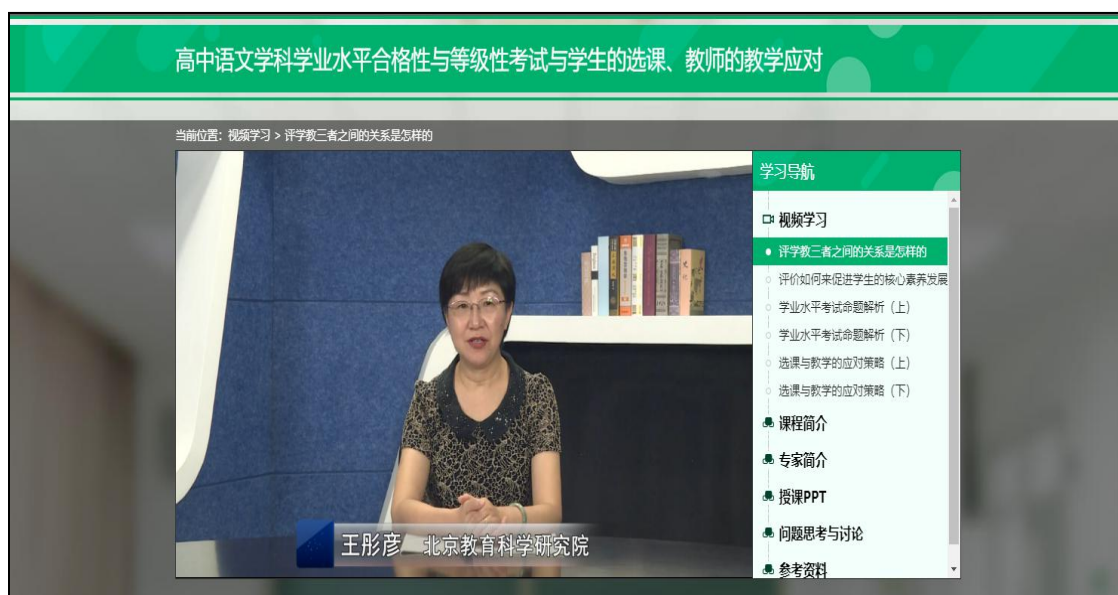 高中语文学科学业水平合格性与等级性考试与学生的选课、教师的教学应对
当前位置：视频学习 > 评学教三者之间的关系是怎样的
学习导航
视频学习
评学教三者之间的关系是怎样的
评价如何来促进学生的核心素养发展
学业水平考试命题解析（上）
学业水平考试命题解析（下）
选课与教学的应对策略（上）
选课与教学的应对策略（下）
课程简介
专家简介
授课PPT
问题思考与讨论
参考资料
王彤彦 北京教育科学研究院